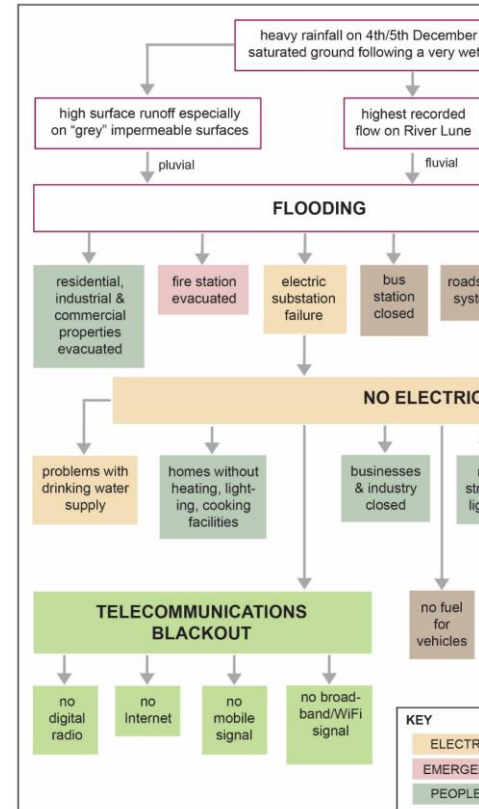 heavy rainfall on 4th/5th December
saturated ground following a very wet
high surface runoff especially
on "grey" impermeable surfaces
highest recorded
flow on River Lune
pluvial
fluvial
FLOODING
residential,
industrial &
commercial
properties
evacuated
fire station
evacuated
electric
substation
failure
bus
station
closed
roads
NO
problems with
drinking water
supply
homes without
heating, light-
ing, cooking
facilities
businesses
& industry
closed
TELECOMMUNICATIONS
BLACKOUT
no fuel
for
vehicles
no
digital
radio
no
Internet
no
mobile
signal
no broad-
band/WiFi
signal
KEY
PEOPLE